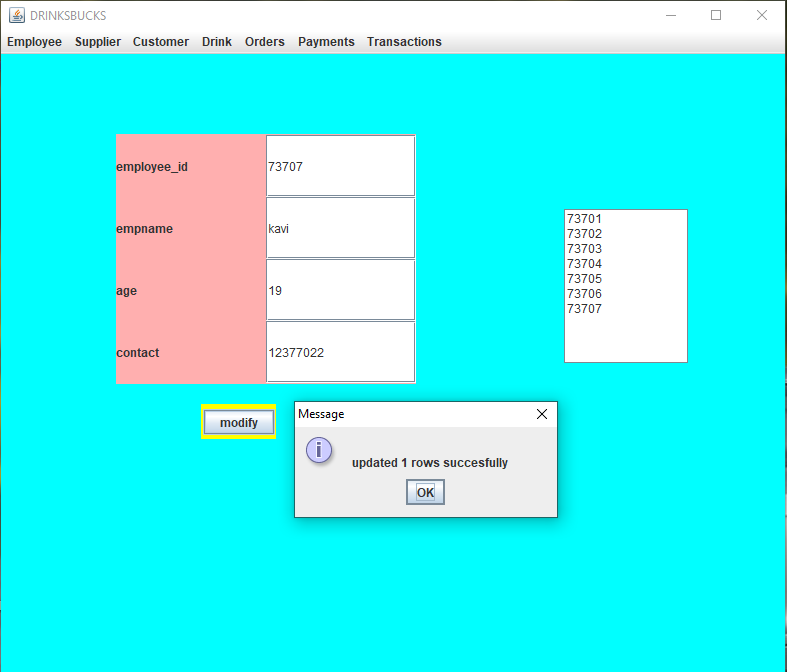 DRINKSBUCKS
Employee Supplier Customer Drink Orders Payments Transactions
employee_id 73707
empname kavi
age 19
contact 12377022
73701
73702
73703
73704
73705
73706
73707
modify
Message
i
updated 1 rows succesfully
OK